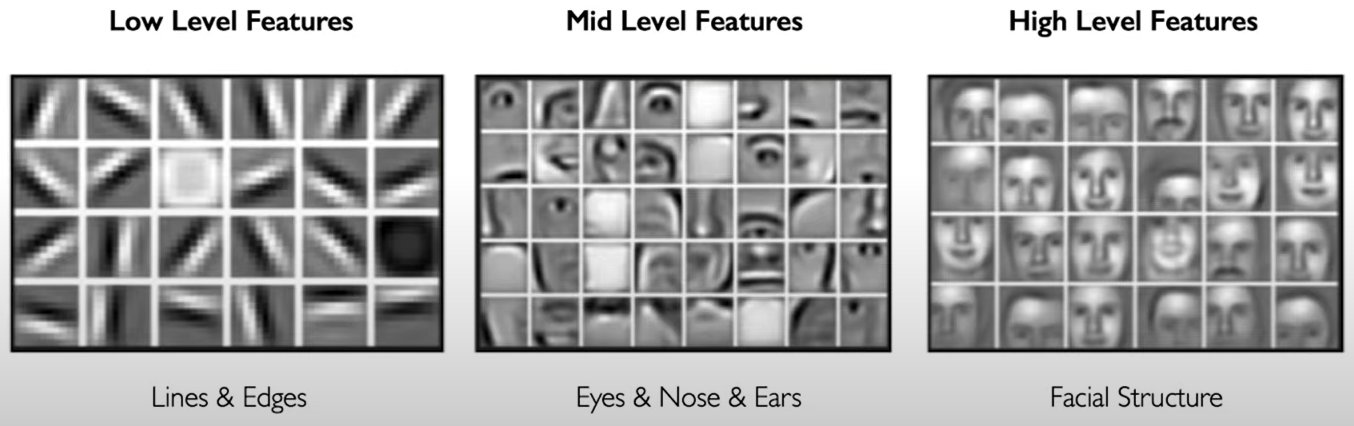 Low Level Features
Mid Level Features
High Level Features
Lines & Edges
Eyes & Nose & Ears
Facial Structure